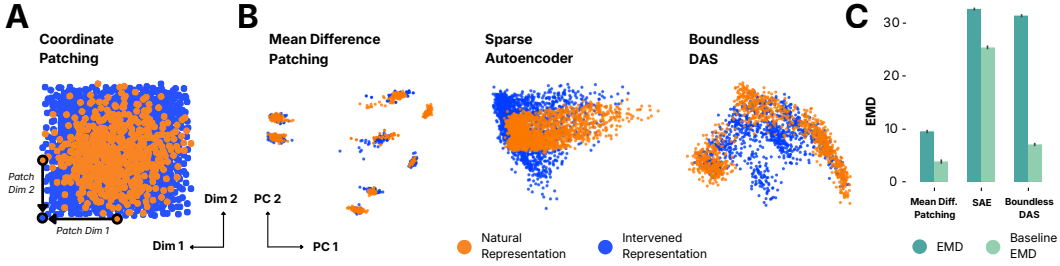 A
Coordinate
Patching
Patch
Dim 2
Patch Dim 1
Dim 2
Dim 1
B
Mean Difference
Patching
Sparse
Autoencoder
Boundless
DAS
PC 2
PC 1
Natural
Representation
Intervened
Representation
C
EMD
30
20
10
0
Mean Diff.
Patching
SAE
Boundless
DAS
EMD
Baseline
EMD